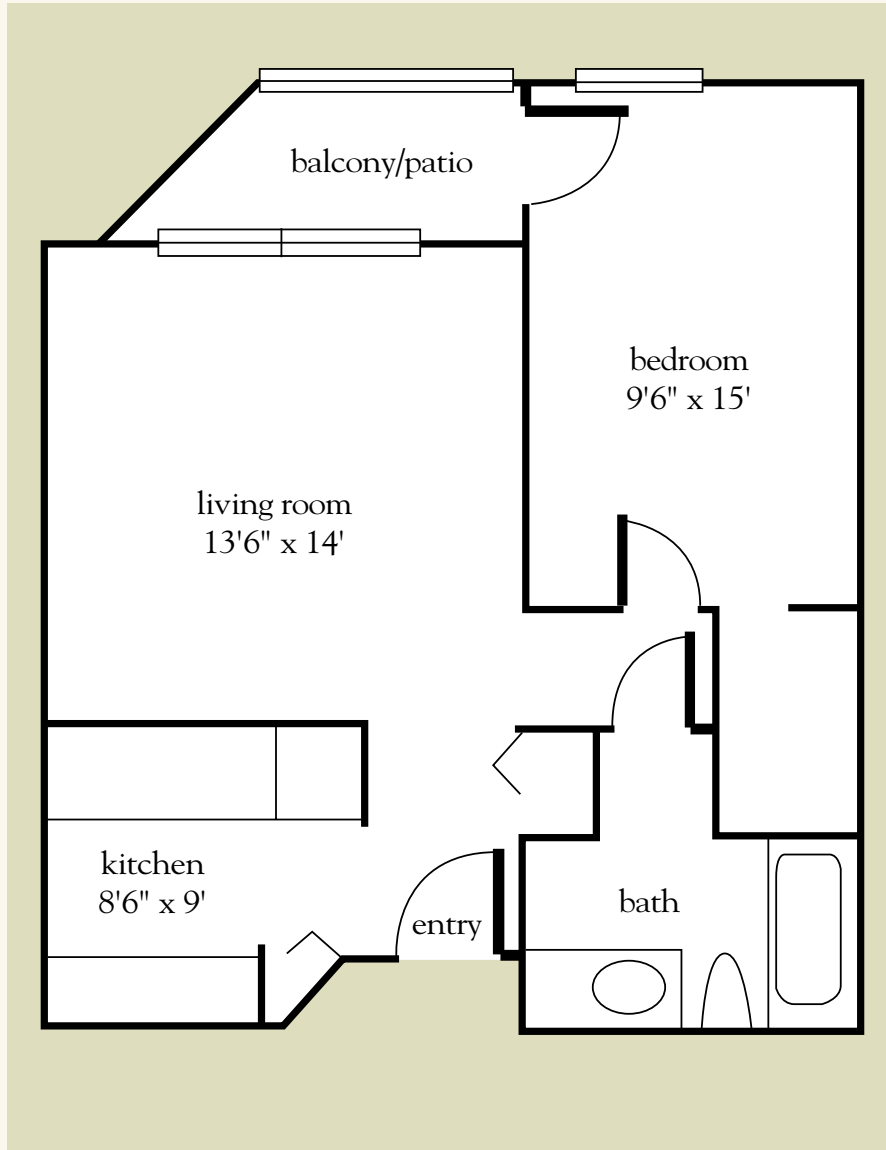 balcony/patio
bedroom
9'6" x 15'
living room
13'6" x 14'
kitchen
8'6" x 9'
entry
bath